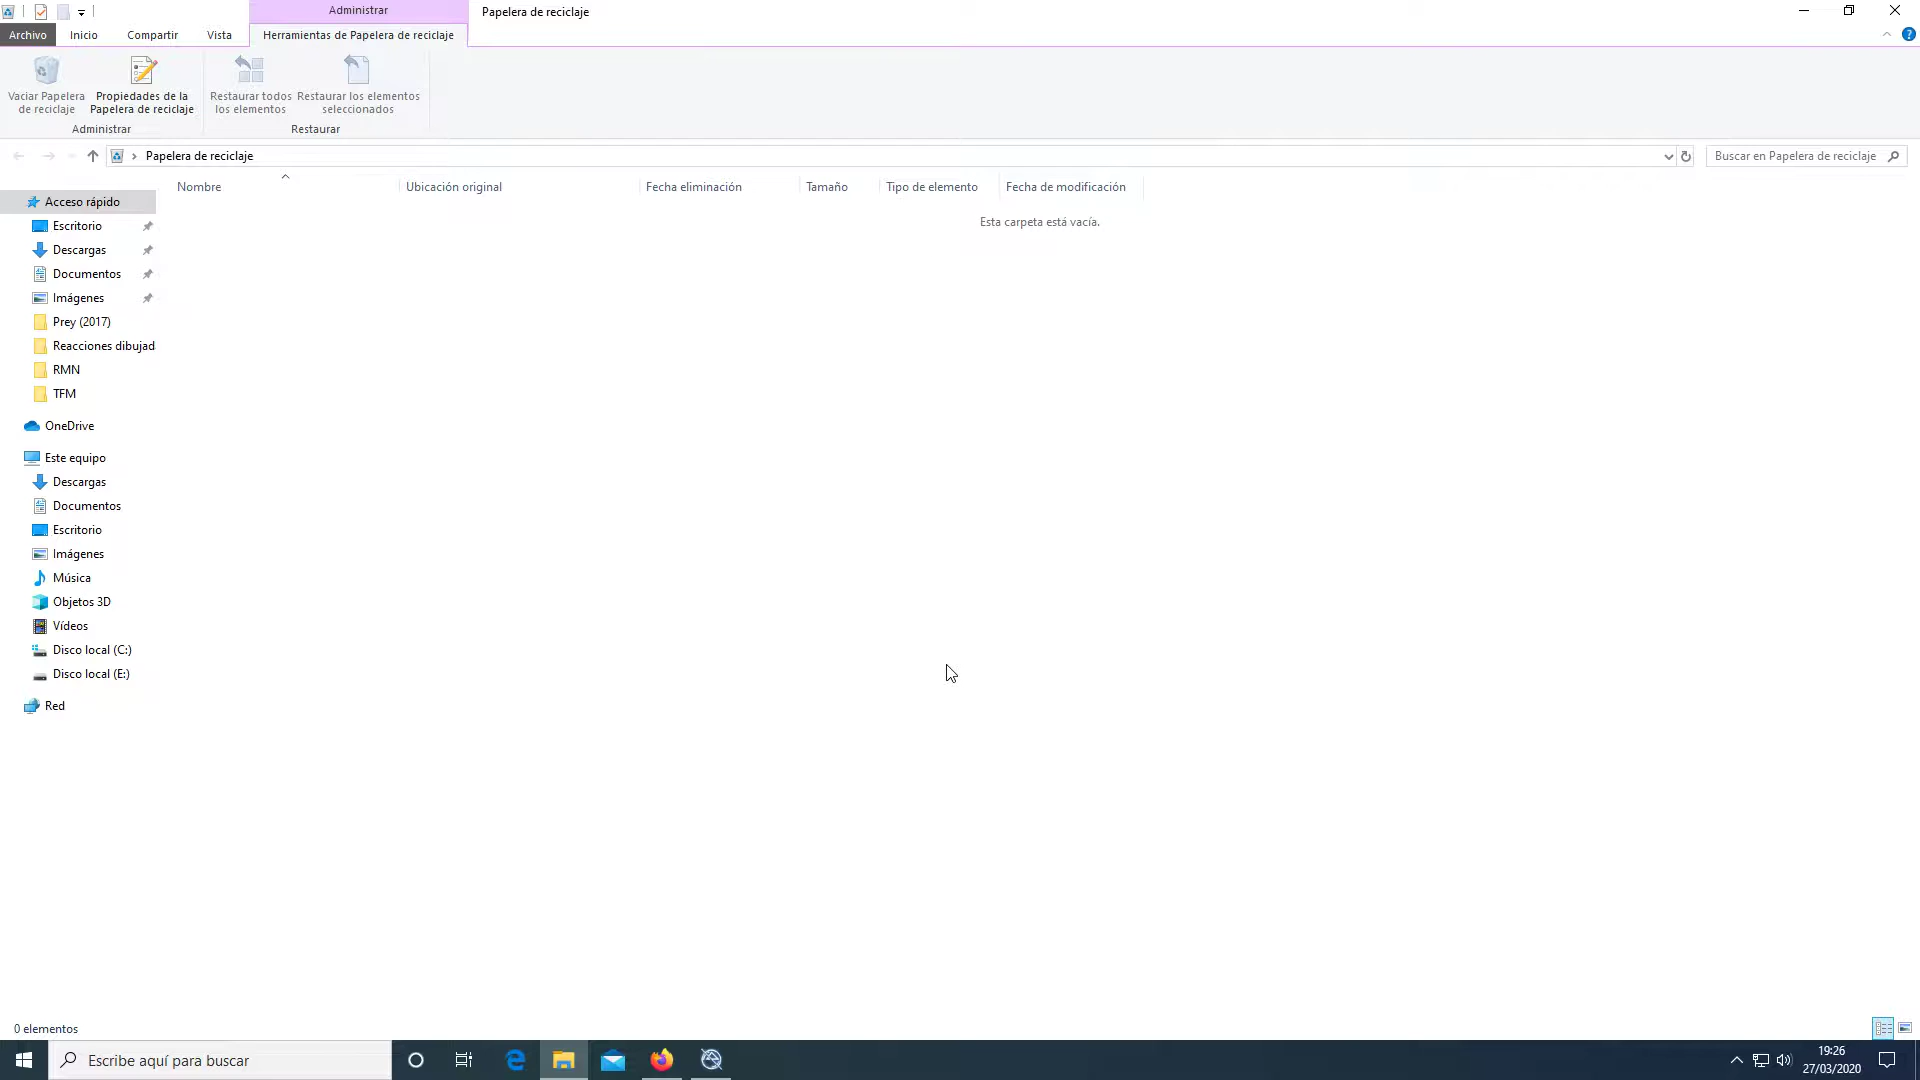 Administrar
Papelera de reciclaje
Archivo
Inicio
Compartir
Vista
Herramientas de Papelera de reciclaje
Vaciar Papelera
de reciclaje
Propiedades de la
Papelera de reciclaje
Restaurar todos
los elementos
Restaurar los elementos
seleccionados
Administrar
Restaurar
Papelera de reciclaje
Buscar en Papelera de reciclaje
Nombre
Ubicación original
Fecha eliminación
Tamaño
Tipo de elemento
Fecha de modificación
Esta carpeta está vacía.
Acceso rápido
Escritorio
Descargas
Documentos
Imágenes
Prey (2017)
Reacciones dibujad
RMN
TFM
OneDrive
Este equipo
Descargas
Documentos
Escritorio
Imágenes
Música
Objetos 3D
Vídeos
Disco local (C:)
Disco local (E:)
Red
0 elementos
Escribe aquí para buscar
19:26
27/03/2020